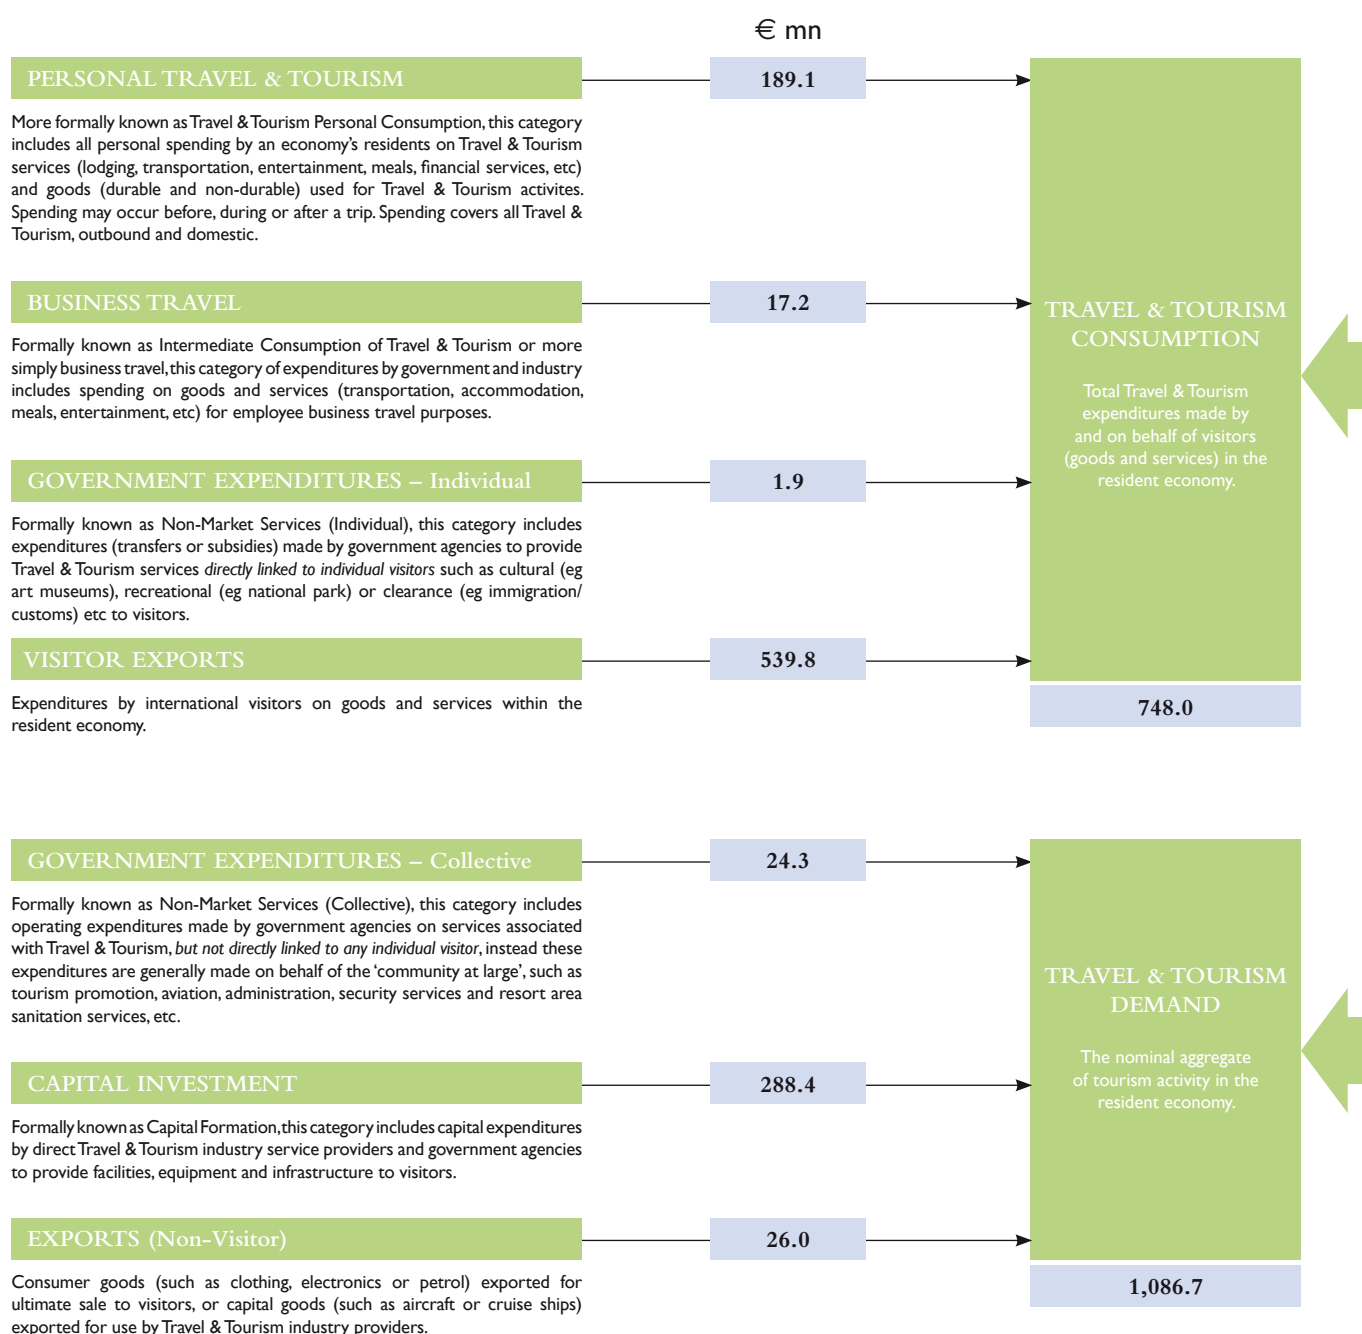 € mn
PERSONAL TRAVEL & TOURISM
189.1
More formally known as Travel & Tourism Personal Consumption, this category
includes all personal spending by an economy’s residents on Travel & Tourism
services (lodging, transportation, entertainment, meals, financial services, etc)
and goods (durable and non-durable) used for Travel & Tourism activites.
Spending may occur before, during or after a trip. Spending covers all Travel &
Tourism, outbound and domestic.
BUSINESS TRAVEL
17.2
Formally known as Intermediate Consumption of Travel & Tourism or more
simply business travel, this category of expenditures by government and industry
includes spending on goods and services (transportation, accommodation,
meals, entertainment, etc) for employee business travel purposes.
GOVERNMENT EXPENDITURES – Individual
1.9
Formally known as Non-Market Services (Individual), this category includes
expenditures (transfers or subsidies) made by government agencies to provide
Travel & Tourism services directly linked to individual visitors such as cultural (eg
art museums), recreational (eg national park) or clearance (eg immigration/
customs) etc to visitors.
VISITOR EXPORTS
539.8
Expenditures by international visitors on goods and services within the
resident economy.
TRAVEL & TOURISM
CONSUMPTION
Total Travel & Tourism
expenditures made by
and on behalf of visitors
(goods and services) in the
resident economy.
748.0
GOVERNMENT EXPENDITURES – Collective
24.3
Formally known as Non-Market Services (Collective), this category includes
operating expenditures made by government agencies on services associated
with Travel & Tourism, but not directly linked to any individual visitor, instead these
expenditures are generally made on behalf of the ‘community at large’, such as
tourism promotion, aviation, administration, security services and resort area
sanitation services, etc.
CAPITAL INVESTMENT
288.4
Formally known as Capital Formation, this category includes capital expenditures
by direct Travel & Tourism industry service providers and government agencies
to provide facilities, equipment and infrastructure to visitors.
EXPORTS (Non-Visitor)
26.0
Consumer goods (such as clothing, electronics or petrol) exported for
ultimate sale to visitors, or capital goods (such as aircraft or cruise ships)
exported for use by Travel & Tourism industry providers.
TRAVEL & TOURISM
DEMAND
The nominal aggregate
of tourism activity in the
resident economy.
1,086.7